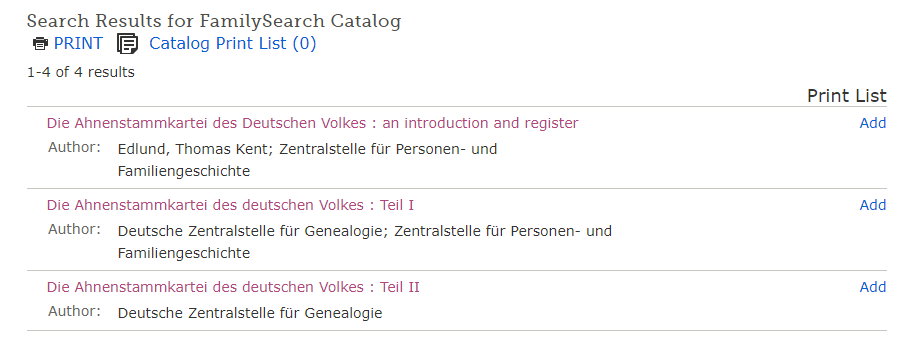 Search Results for FamilySearch Catalog
PRINT Catalog Print List (0)
1-4 of 4 results
Print List
Die Ahnenstammkartei des Deutschen Volkes : an introduction and register Add
Author: Edlund, Thomas Kent; Zentralstelle für Personen- und
Familiengeschichte
Die Ahnenstammkartei des deutschen Volkes : Teil I Add
Author: Deutsche Zentralstelle für Genealogie; Zentralstelle für Personen- und
Familiengeschichte
Die Ahnenstammkartei des deutschen Volkes : Teil II Add
Author: Deutsche Zentralstelle für Genealogie